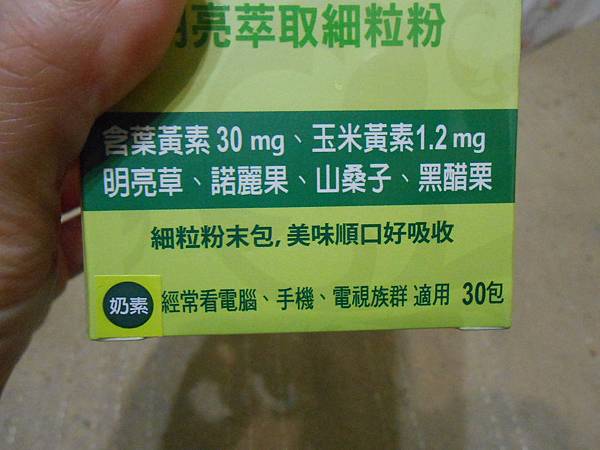 明亮萃取細粒粉
含葉黃素 30 mg、玉米黃素1.2 mg
明亮草、諾麗果、山桑子、黑醋栗
細粒粉末包, 美味順口好吸收
奶素
經常看電腦、手機、電視族群 適用 30包